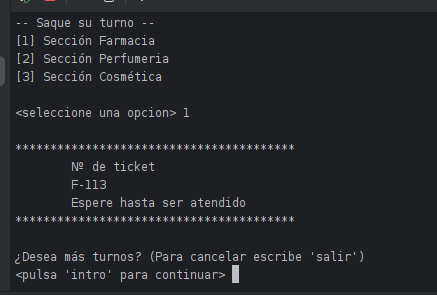 -- Saque su turno --
[1] Sección Farmacia
[2] Sección Perfumeria
[3] Sección Cosmética
<seleccione una opcion> 1
****************************************
Nº de ticket
F-113
Espere hasta ser atendido
****************************************
¿Desea más turnos? (Para cancelar escribe 'salir')
<pulsa 'intro' para continuar>